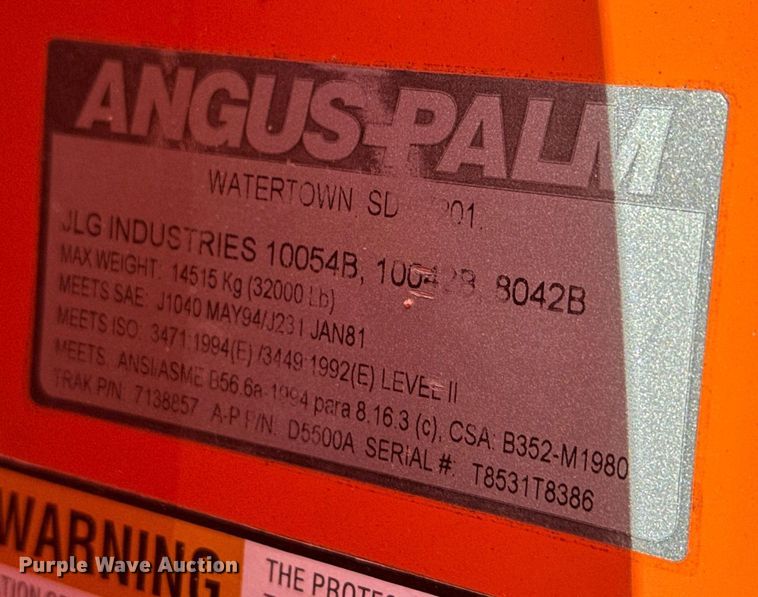 ANGUS-PALM
WATERTOWN, SD
JLG INDUSTRIES 10054B, 10042B, 8042B
MAX WEIGHT: 14515 Kg (32000 Lb)
MEETS SAE: J1040 MAY94/J231 JAN81
MEETS ISO: 3471:1994(E) /3449:1992(E) LEVEL II
MEETS: ANSI/ASME B56.6a-1994 para 8.16.3 (c), CSA: B352-M1980
TRAK P/N: 7138857 A-P P/N: D5500A SERIAL #: T8531T8386
WARNING
THE PROTEC
Purple Wave Auction